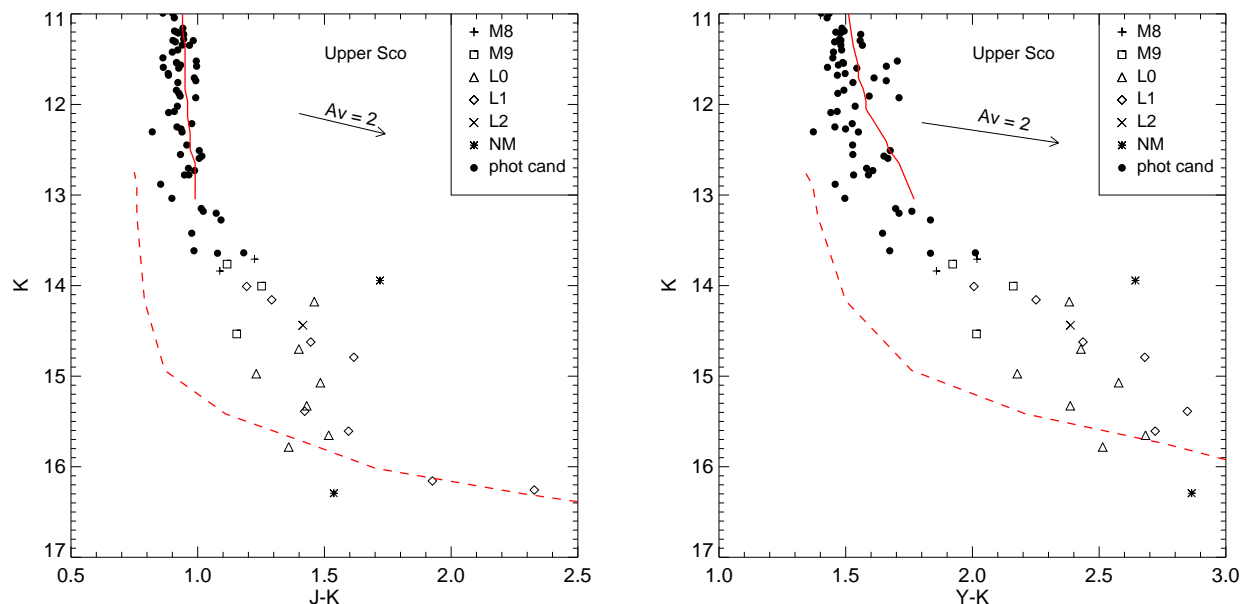 11
12
13
14
15
16
17
K
0.5 1.0 1.5 2.0 2.5
J-K
Upper Sco
Av = 2
M8
M9
L0
L1
L2
NM
phot cand
11
12
13
14
15
16
17
K
1.0 1.5 2.0 2.5 3.0
Y-K
Upper Sco
Av = 2
M8
M9
L0
L1
L2
NM
phot cand